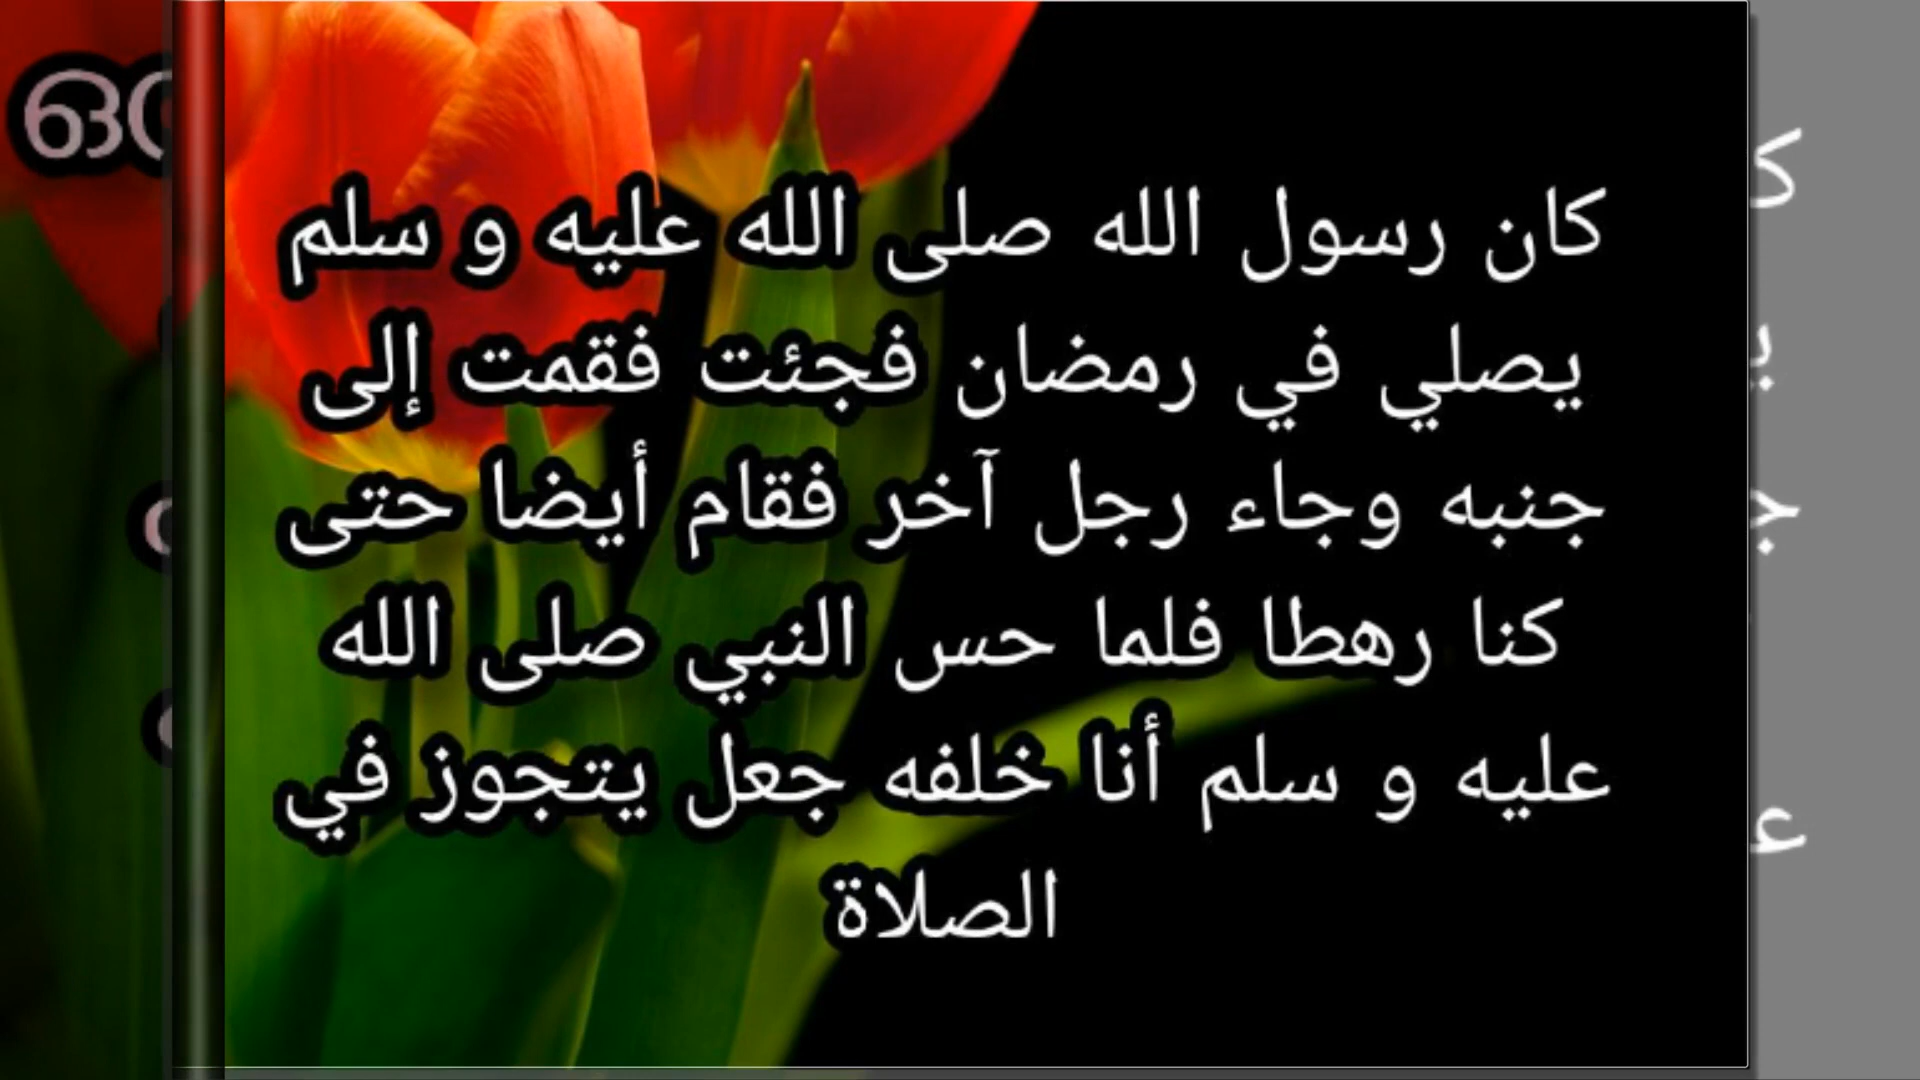 كان رسول الله صلى الله عليه و سلم
يصلي في رمضان فجئت فقمت إلى
جنبه وجاء رجل آخر فقام أيضا حتى
كنا رهطا فلما حس النبي صلى الله
عليه و سلم أنا خلفه جعل يتجوز في
الصلاة